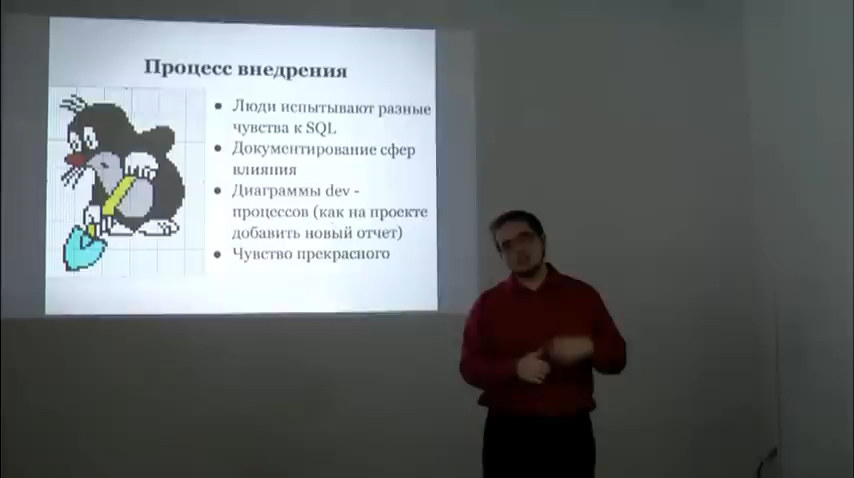 Процесс внедрения
● Люди испытывают разные
чувства к SQL
● Документирование сфер
влияния
● Диаграммы dev -
процессов (как на проекте
добавить новый отчет)
● Чувство прекрасного